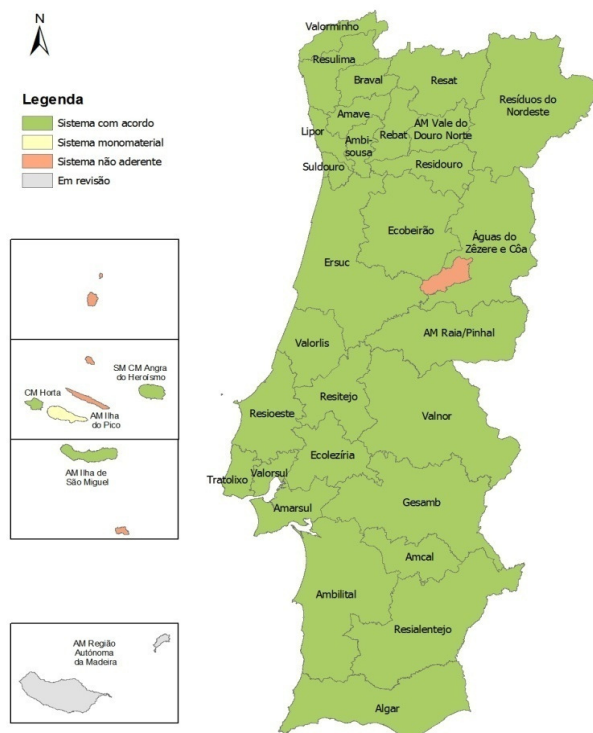 N
Legenda
Sistema com acordo
Sistema monomaterial
Sistema não aderente
Em revisão
Valorminho
Resulima
Braval
Resat
Resíduos do
Nordeste
Amave
AM Vale do
Douro Norte
Lipor
Ambi-
sousa
Rebat
Suldouro
Residouro
Ecobeirão
Águas do
Zêzere e Côa
Ersuc
AM Raia/Pinhal
Valorlis
SM CM Angra
do Heroísmo
CM Horta
AM Ilha
do Pico
Resioeste
Resitejo
Valnor
Ecolezíria
AM Ilha de
São Miguel
Tratolixo
Valorsul
Amarsul
Gesamb
Amcal
Ambilital
Resialentejo
AM Região
Autónoma
da Madeira
Algar